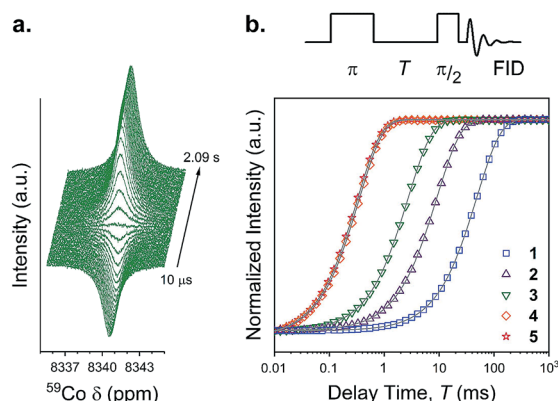 a.
Intensity (a.u.)
2.09 s
10 µs
8337 8340 8343
⁵⁹Co δ (ppm)
b.
π T π/2 FID
Normalized Intensity (a.u.)
1
2
3
4
5
0.01 0.1 1 10 100 10³
Delay Time, T (ms)